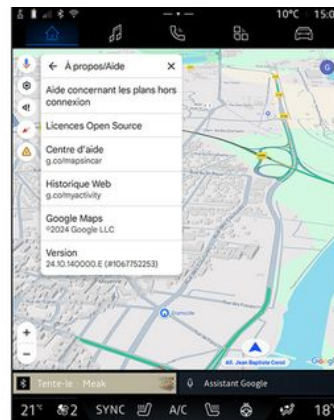 10°C 15:0
À propos/Aide
Aide concernant les plans hors
connexion
Licences Open Source
Centre d'aide
g.co/mapsincar
Historique Web
g.co/myactivity
Google Maps
©2024 Google LLC
Version
24.10.140000.E (#1067752253)
G
All. Jean Baptiste Corot
Tente-le · Meak
Assistant Google
21° 2 SYNC A/C 18